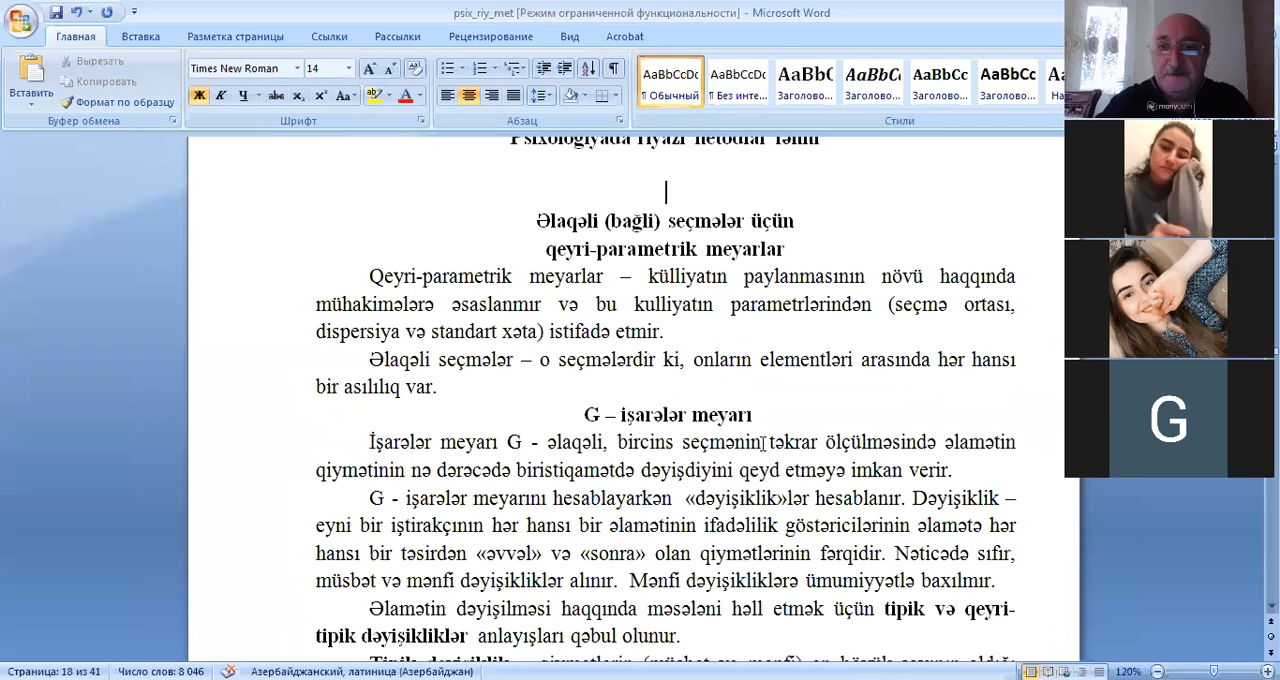 psix_riy_met [Режим ограниченной функциональности] - Microsoft Word
Главная Вставка Разметка страницы Ссылки Рассылки Рецензирование Вид Acrobat
Вставить
Вырезать
Копировать
Формат по образцу
Буфер обмена
Times New Roman 14
Ж К Ч abc x₂ x² Aa
Шрифт
Абзац
AaBbCcDc AaBbCcDc AaBbC AaBbC AaBbCc AaBbCc
¶ Обычный ¶ Без инте... Заголово... Заголово... Заголово... Заголово...
Стили
Əlaqəli (bağli) seçmələr üçün
qeyri-parametrik meyarlar
Qeyri-parametrik meyarlar – külliyatın paylanmasının növü haqqında
mühakimələrə əsaslanmır və bu kulliyatın parametrlərindən (seçmə ortası,
dispersiya və standart xəta) istifadə etmir.
Əlaqəli seçmələr – o seçmələrdir ki, onların elementləri arasında hər hansı
bir asılılıq var.
G – işarələr meyarı
İşarələr meyarı G - əlaqəli, bircins seçmənin təkrar ölçülməsində əlamətin
qiymətinin nə dərəcədə biristiqamətdə dəyişdiyini qeyd etməyə imkan verir.
G - işarələr meyarını hesablayarkən «dəyişiklik»lər hesablanır. Dəyişiklik –
eyni bir iştirakçının hər hansı bir əlamətinin ifadəlilik göstəricilərinin əlamətə hər
hansı bir təsirdən «əvvəl» və «sonra» olan qiymətlərinin fərqidir. Nəticədə sıfır,
müsbət və mənfi dəyişikliklər alınır. Mənfi dəyişikliklərə ümumiyyətlə baxılmır.
Əlamətin dəyişilməsi haqqında məsələni həll etmək üçün tipik və qeyri-
tipik dəyişikliklər anlayışları qəbul olunur.
Страница: 18 из 41 Число слов: 8 046 Азербайджанский, латиница (Азербайджан) 120%
G